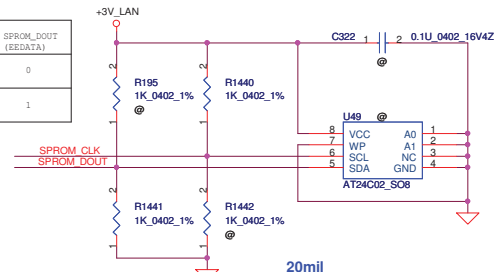 +3V_LAN
SPROM_DOUT
(EEDATA)
0
1
C322 1 2 0.1U_0402_16V4Z
@
2 2
R195 R1440
1K_0402_1% 1K_0402_1%
@
1 1
U49 @
8 VCC A0 1
7 WP A1 2
6 SCL NC 3
5 SDA GND 4
AT24C02_SO8
SPROM_CLK
SPROM_DOUT
2 2
R1441 R1442
1K_0402_1% 1K_0402_1%
@
1 1
20mil